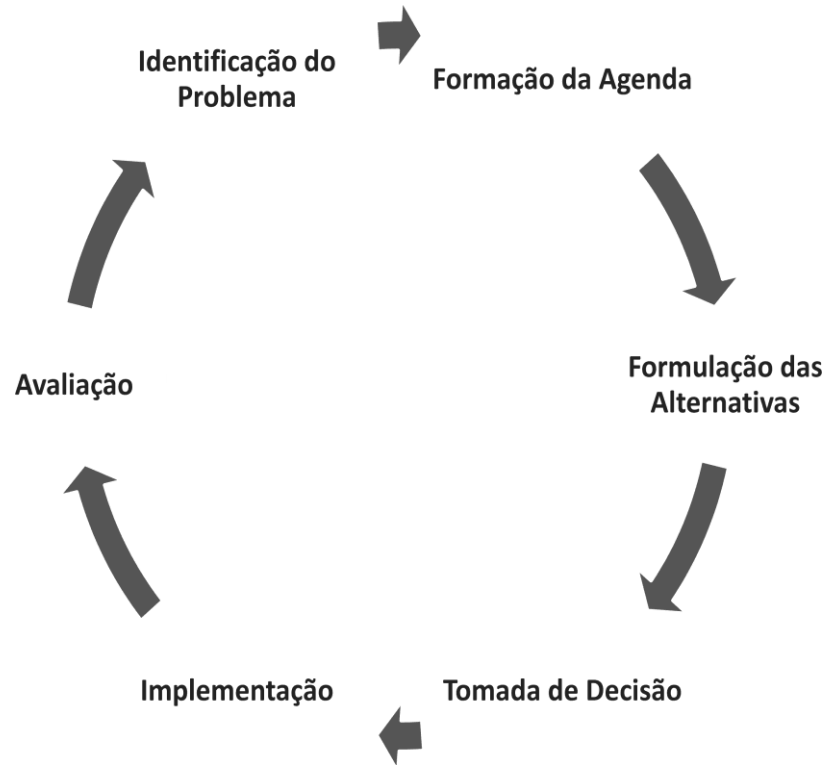 Identificação do
Problema
Formação da Agenda
Formulação das
Alternativas
Tomada de Decisão
Implementação
Avaliação